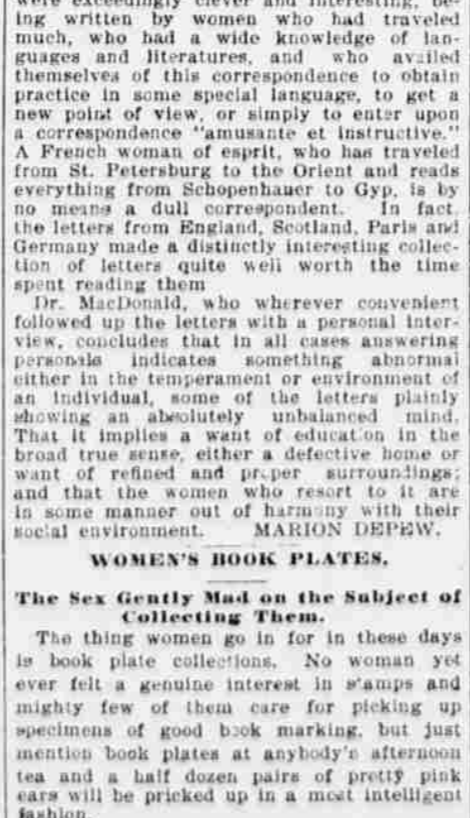 were exceedingly clever and interesting, be-
ing written by women who had traveled
much, who had a wide knowledge of lan-
guages and literatures, and who availed
themselves of this correspondence to obtain
practice in some special language, to get a
new point of view, or simply to enter upon
a correspondence "amusante et instructive."
A French woman of esprit, who has traveled
from St. Petersburg to the Orient and reads
everything from Schopenhauer to Gyp, is by
no means a dull correspondent. In fact
the letters from England, Scotland, Paris and
Germany made a distinctly interesting collec-
tion of letters quite well worth the time
spent reading them
Dr. MacDonald, who wherever convenient
followed up the letters with a personal inter-
view, concludes that in all cases answering
personals indicates something abnormal
either in the temperament or environment of
an individual, some of the letters plainly
showing an absolutely unbalanced mind.
That it implies a want of education in the
broad true sense, either a defective home or
want of refined and proper surroundings;
and that the women who resort to it are
in some manner out of harmony with their
social environment. MARION DEPEW.
WOMEN'S BOOK PLATES.
The Sex Gently Mad on the Subject of
Collecting Them.
The thing women go in for in these days
is book plate collections. No woman yet
ever felt a genuine interest in stamps and
mighty few of them care for picking up
specimens of good book marking, but just
mention book plates at anybody's afternoon
tea and a half dozen pairs of pretty pink
ears will be pricked up in a most intelligent
fashion.